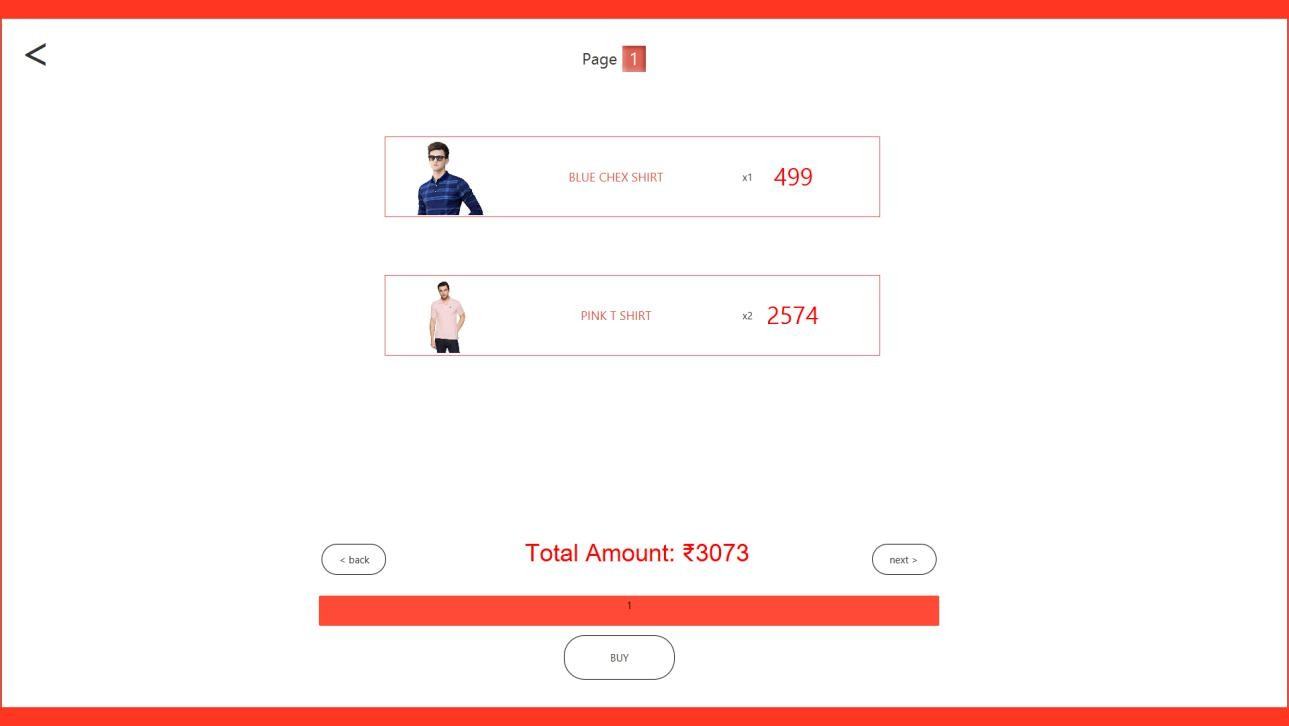 <
Page 1
BLUE CHEX SHIRT x1 499
PINK T SHIRT x2 2574
< back Total Amount: ₹3073 next >
1
BUY